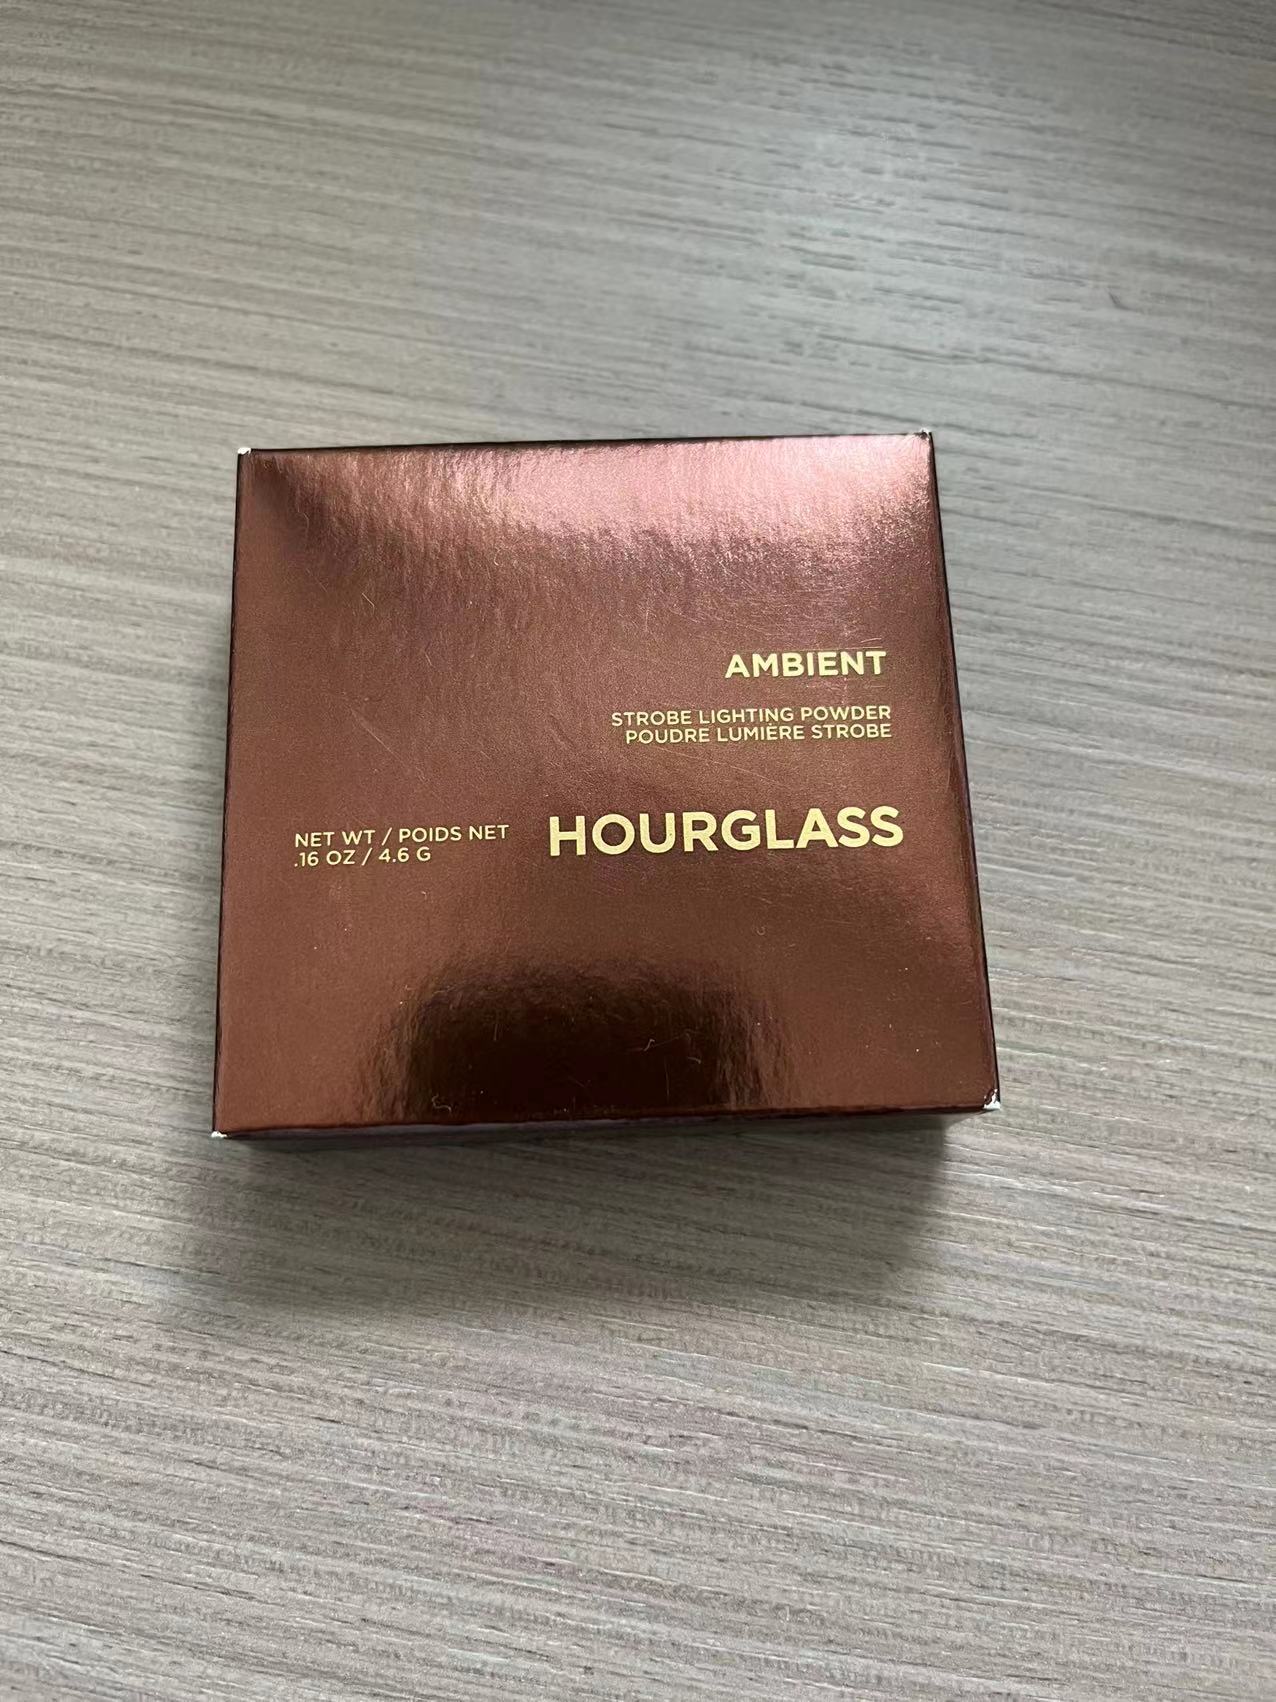 AMBIENT
STROBE LIGHTING POWDER
POUDRE LUMIÈRE STROBE
HOURGLASS
NET WT / POIDS NET
.16 OZ / 4.6 G